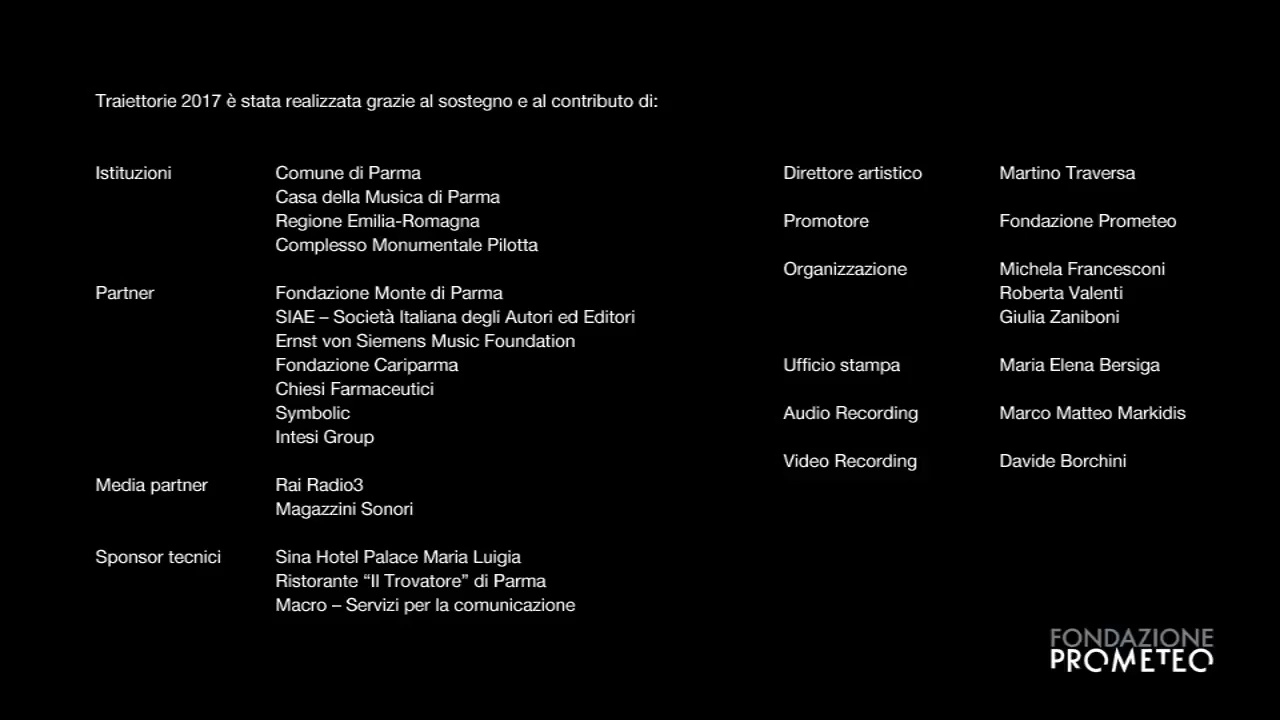 Traiettorie 2017 è stata realizzata grazie al sostegno e al contributo di:
Istituzioni Comune di Parma
Casa della Musica di Parma
Regione Emilia-Romagna
Complesso Monumentale Pilotta
Partner Fondazione Monte di Parma
SIAE – Società Italiana degli Autori ed Editori
Ernst von Siemens Music Foundation
Fondazione Cariparma
Chiesi Farmaceutici
Symbolic
Intesi Group
Media partner Rai Radio3
Magazzini Sonori
Sponsor tecnici Sina Hotel Palace Maria Luigia
Ristorante “Il Trovatore” di Parma
Macro – Servizi per la comunicazione
Direttore artistico Martino Traversa
Promotore Fondazione Prometeo
Organizzazione Michela Francesconi
Roberta Valenti
Giulia Zaniboni
Ufficio stampa Maria Elena Bersiga
Audio Recording Marco Matteo Markidis
Video Recording Davide Borchini
FONDAZIONE
PROMETEO